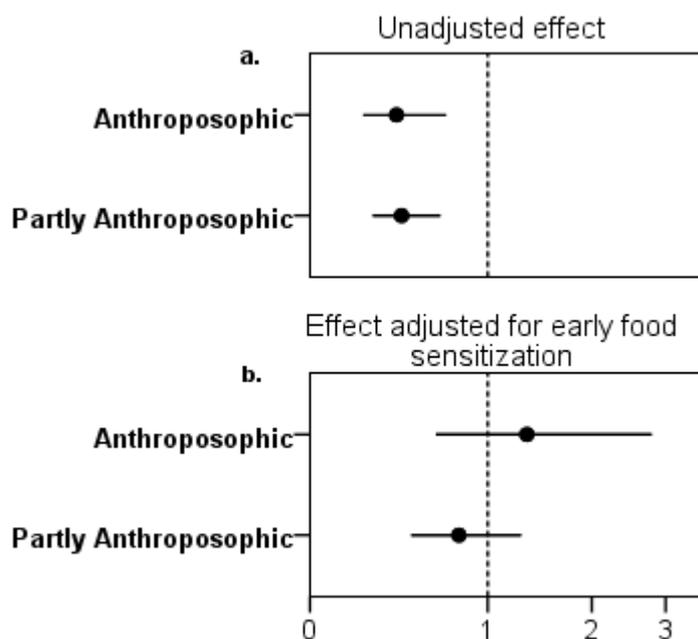 Unadjusted effect
a.
Anthroposophic
Partly Anthroposophic
Effect adjusted for early food
sensitization
b.
Anthroposophic
Partly Anthroposophic
0 1 2 3